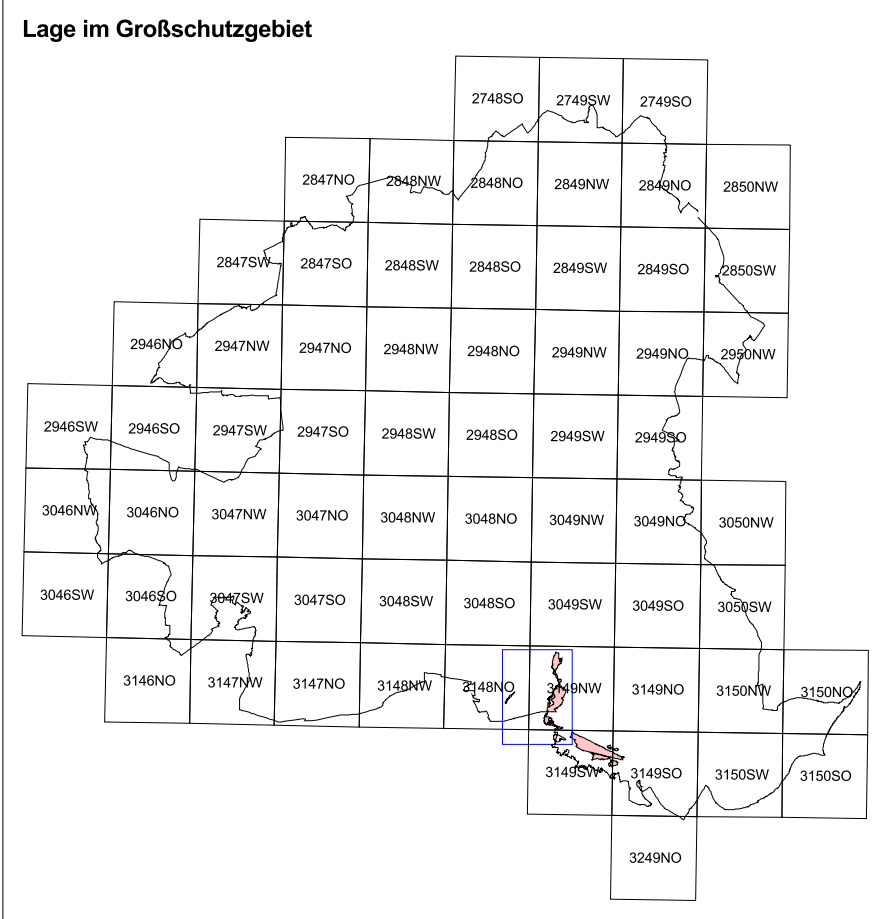 Lage im Großschutzgebiet
2748SO 2749SW 2749SO
2847NO 2848NW 2848NO 2849NW 2849NO 2850NW
2847SW 2847SO 2848SW 2848SO 2849SW 2849SO 2850SW
2946NO 2947NW 2947NO 2948NW 2948NO 2949NW 2949NO 2950NW
2946SW 2946SO 2947SW 2947SO 2948SW 2948SO 2949SW 2949SO
3046NW 3046NO 3047NW 3047NO 3048NW 3048NO 3049NW 3049NO 3050NW
3046SW 3046SO 3047SW 3047SO 3048SW 3048SO 3049SW 3049SO 3050SW
3146NO 3147NW 3147NO 3148NW 3148NO 3149NW 3149NO 3150NW 3150NO
3149SW 3149SO 3150SW 3150SO
3249NO